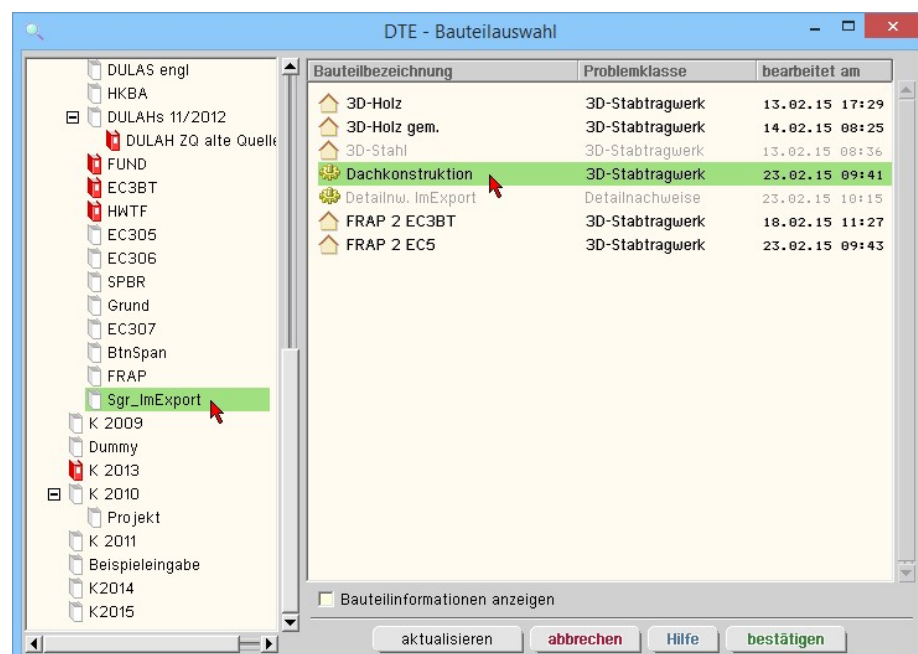 DTE - Bauteilauswahl
DULAS engl
HKBA
DULAHs 11/2012
DULAH ZQ alte Quelle
FUND
EC3BT
HWTF
EC305
EC306
SPBR
Grund
EC307
BtnSpan
FRAP
Sgr_ImExport
K 2009
Dummy
K 2013
K 2010
Projekt
K 2011
Beispieleingabe
K2014
K2015
Bauteilbezeichnung Problemklasse bearbeitet am
3D-Holz 3D-Stabtragwerk 13.02.15 17:29
3D-Holz gem. 3D-Stabtragwerk 14.02.15 08:25
3D-Stahl 3D-Stabtragwerk 13.02.15 08:36
Dachkonstruktion 3D-Stabtragwerk 23.02.15 09:41
Detailnw. ImExport Detailnachweise 23.02.15 10:15
FRAP 2 EC3BT 3D-Stabtragwerk 18.02.15 11:27
FRAP 2 EC5 3D-Stabtragwerk 23.02.15 09:43
Bauteilinformationen anzeigen
aktualisieren abbrechen Hilfe bestätigen